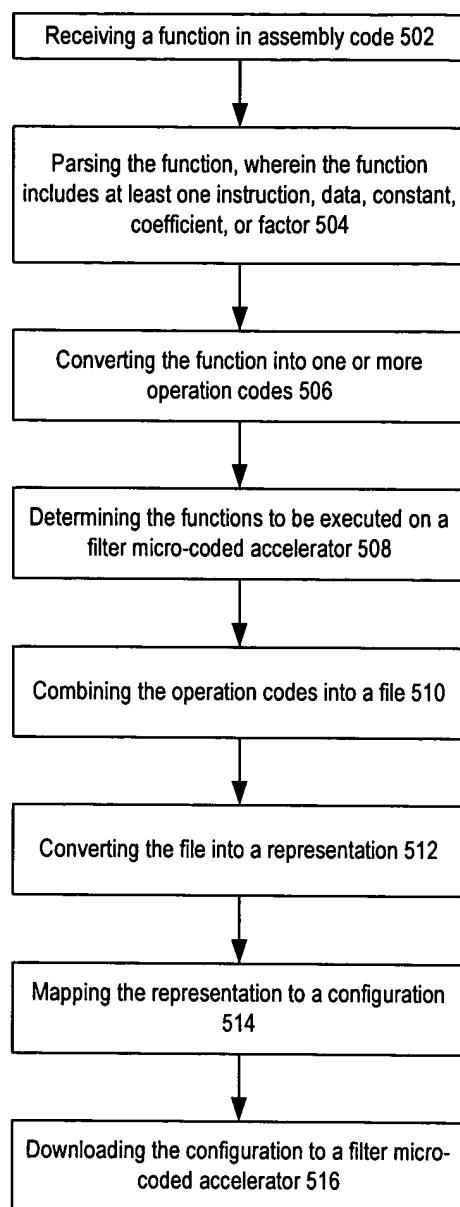 Receiving a function in assembly code 502
Parsing the function, wherein the function
includes at least one instruction, data, constant,
coefficient, or factor 504
Converting the function into one or more
operation codes 506
Determining the functions to be executed on a
filter micro-coded accelerator 508
Combining the operation codes into a file 510
Converting the file into a representation 512
Mapping the representation to a configuration
514
Downloading the configuration to a filter micro-
coded accelerator 516